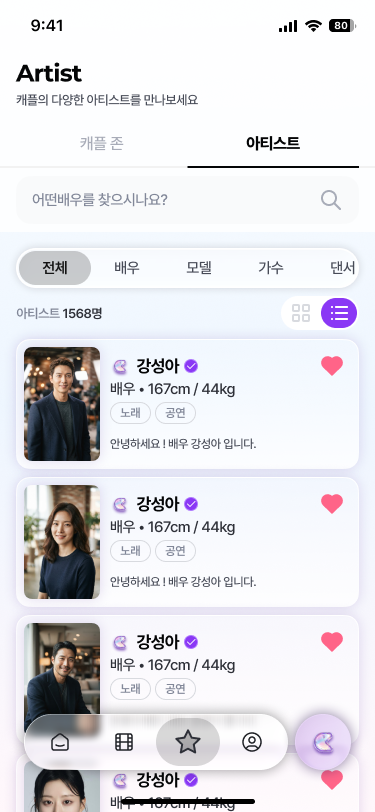 9:41
80
Artist
캐플의 다양한 아티스트를 만나보세요
캐플 존
아티스트
어떤배우를 찾으시나요?
전체
배우
모델
가수
댄서
아티스트 1568명
강성아
배우 • 167cm / 44kg
노래
공연
안녕하세요 ! 배우 강성아 입니다.
강성아
배우 • 167cm / 44kg
노래
공연
안녕하세요 ! 배우 강성아 입니다.
강성아
배우 • 167cm / 44kg
노래
공연
강성아
배우 • 167cm / 44kg